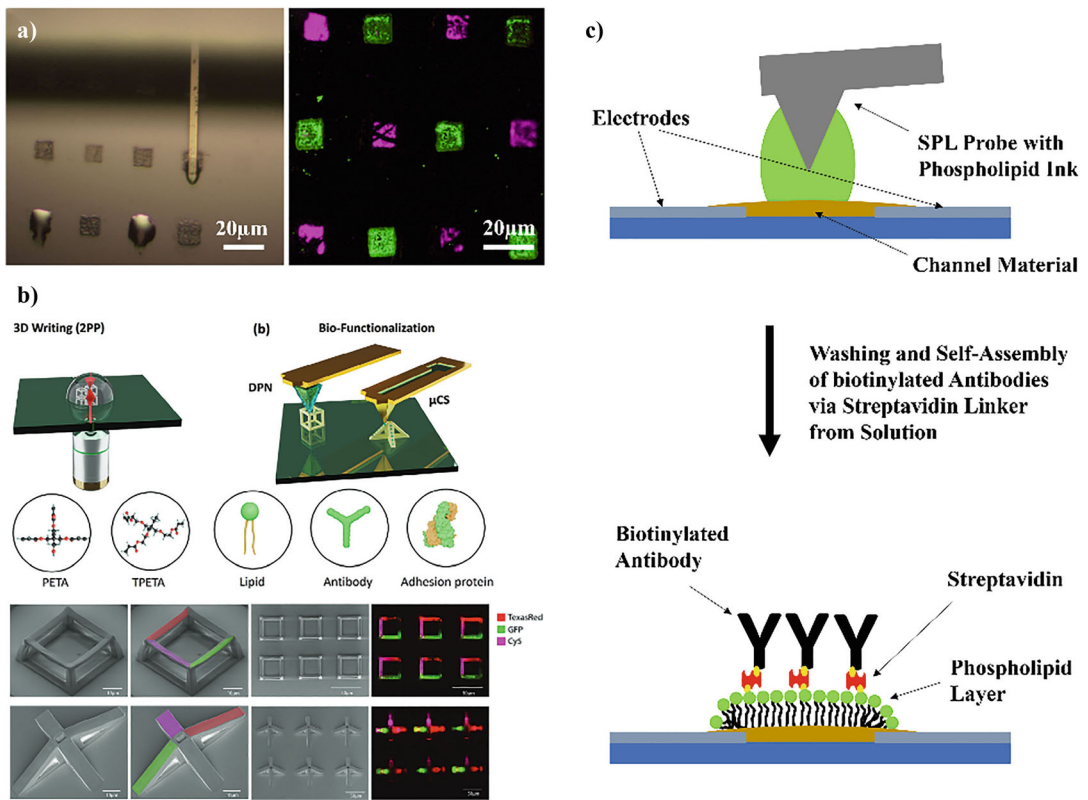 a)
20μm
20μm
b)
3D Writing (2PP)
(b)
Bio-Functionalization
DPN
μCS
PETA
TPETA
Lipid
Antibody
Adhesion protein
TexasRed
GFP
Cy5
c)
Electrodes
SPL Probe with
Phospholipid Ink
Channel Material
Washing and Self-Assembly
of biotinylated Antibodies
via Streptavidin Linker
from Solution
Biotinylated
Antibody
Streptavidin
Phospholipid
Layer